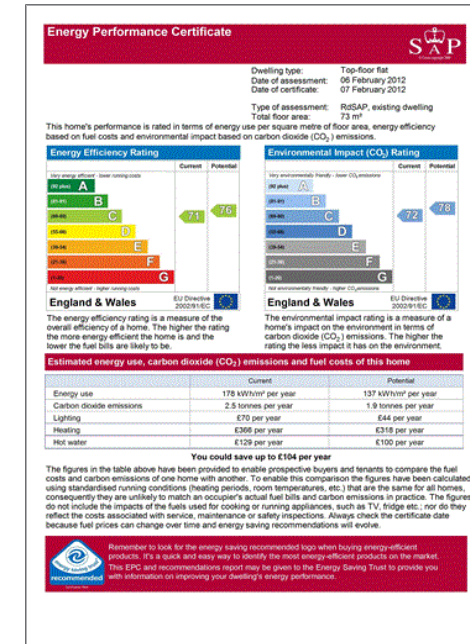 Energy Performance Certificate
SAP
Dwelling type: Top-floor flat
Date of assessment: 06 February 2012
Date of certificate: 07 February 2012
Type of assessment: RdSAP, existing dwelling
Total floor area: 73 m²
This home's performance is rated in terms of energy use per square metre of floor area, energy efficiency
based on fuel costs and environmental impact based on carbon dioxide (CO₂) emissions.
Energy Efficiency Rating
Current Potential
Very energy efficient - lower running costs
(92 plus) A
(81-91) B
(69-80) C
(55-68) D
(39-54) E
(21-38) F
(1-20) G
71
76
Not energy efficient - higher running costs
England & Wales
EU Directive
2002/91/EC
The energy efficiency rating is a measure of the
overall efficiency of a home. The higher the rating
the more energy efficient the home is and the
lower the fuel bills are likely to be.
Environmental Impact (CO₂) Rating
Current Potential
Very environmentally friendly - lower CO₂ emissions
(92 plus) A
(81-91) B
(69-80) C
(55-68) D
(39-54) E
(21-38) F
(1-20) G
72
78
Not environmentally friendly - higher CO₂ emissions
England & Wales
EU Directive
2002/91/EC
The environmental impact rating is a measure of a
home's impact on the environment in terms of
carbon dioxide (CO₂) emissions. The higher the
rating the less impact it has on the environment.
Estimated energy use, carbon dioxide (CO₂) emissions and fuel costs of this home
Current Potential
Energy use 178 kWh/m² per year 137 kWh/m² per year
Carbon dioxide emissions 2.5 tonnes per year 1.9 tonnes per year
Lighting £70 per year £44 per year
Heating £366 per year £318 per year
Hot water £129 per year £100 per year
You could save up to £104 per year
The figures in the table above have been provided to enable prospective buyers and tenants to compare the fuel
costs and carbon emissions of one home with another. To enable this comparison the figures have been calculated
using standardised running conditions (heating periods, room temperatures, etc.) that are the same for all homes,
consequently they are unlikely to match an occupier's actual fuel bills and carbon emissions in practice. The figures
do not include the impacts of the fuels used for cooking or running appliances, such as TV, fridge etc.; nor do they
reflect the costs associated with service, maintenance or safety inspections. Always check the certificate date
because fuel prices can change over time and energy saving recommendations will evolve.
energy saving trust
recommended
Remember to look for the energy saving recommended logo when buying energy-efficient
products. It's a quick and easy way to identify the most energy-efficient products on the market.
This EPC and recommendations report may be given to the Energy Saving Trust to provide you
with information on improving your dwelling's energy performance.